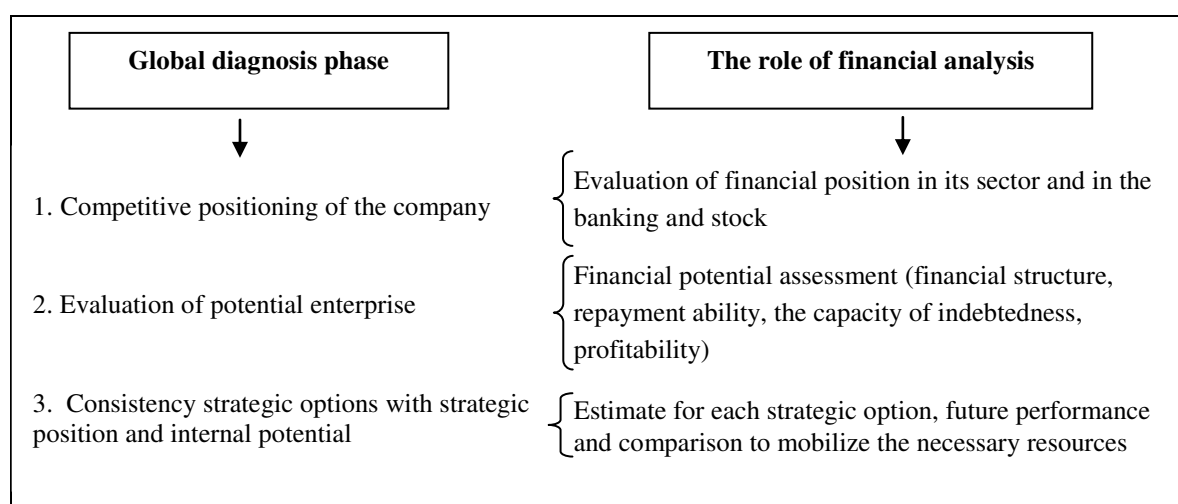 Global diagnosis phase
The role of financial analysis
1. Competitive positioning of the company
Evaluation of financial position in its sector and in the
banking and stock
2. Evaluation of potential enterprise
Financial potential assessment (financial structure,
repayment ability, the capacity of indebtedness,
profitability)
3. Consistency strategic options with strategic
position and internal potential
Estimate for each strategic option, future performance
and comparison to mobilize the necessary resources